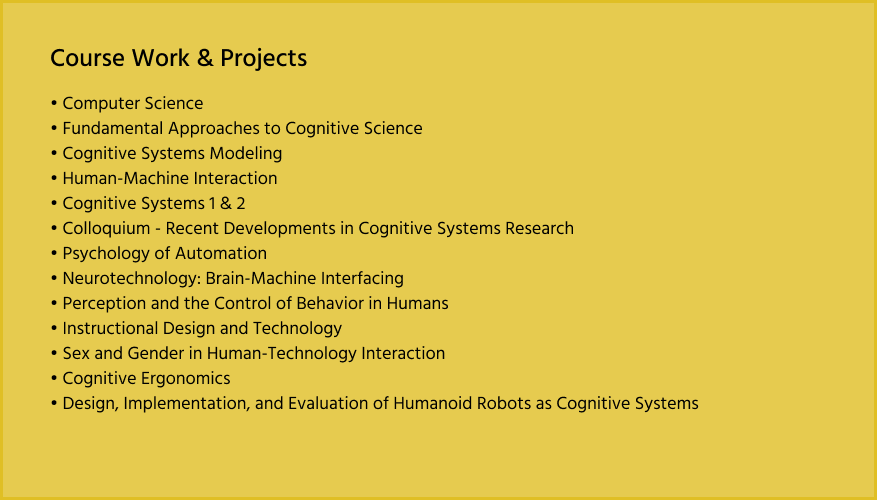 Course Work & Projects
• Computer Science
• Fundamental Approaches to Cognitive Science
• Cognitive Systems Modeling
• Human-Machine Interaction
• Cognitive Systems 1 & 2
• Colloquium - Recent Developments in Cognitive Systems Research
• Psychology of Automation
• Neurotechnology: Brain-Machine Interfacing
• Perception and the Control of Behavior in Humans
• Instructional Design and Technology
• Sex and Gender in Human-Technology Interaction
• Cognitive Ergonomics
• Design, Implementation, and Evaluation of Humanoid Robots as Cognitive Systems